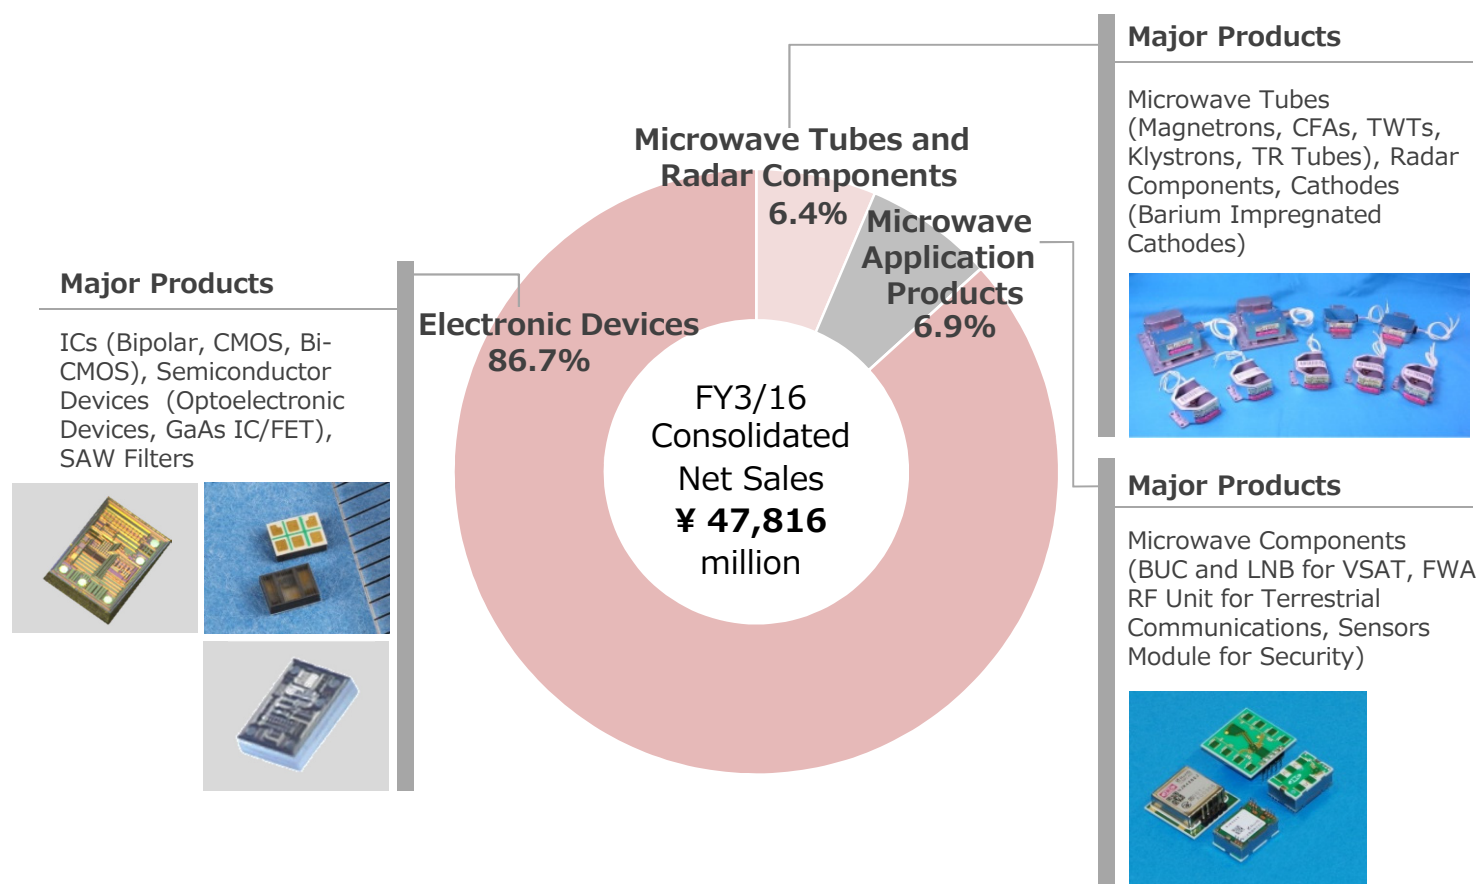 Major Products
Microwave Tubes
(Magnetrons, CFAs, TWTs,
Klystrons, TR Tubes), Radar
Components, Cathodes
(Barium Impregnated
Cathodes)
Microwave Tubes and
Radar Components
6.4%
Microwave
Application
Products
6.9%
Major Products
ICs (Bipolar, CMOS, Bi-
CMOS), Semiconductor
Devices (Optoelectronic
Devices, GaAs IC/FET),
SAW Filters
Electronic Devices
86.7%
FY3/16
Consolidated
Net Sales
¥ 47,816
million
Major Products
Microwave Components
(BUC and LNB for VSAT, FWA
RF Unit for Terrestrial
Communications, Sensors
Module for Security)